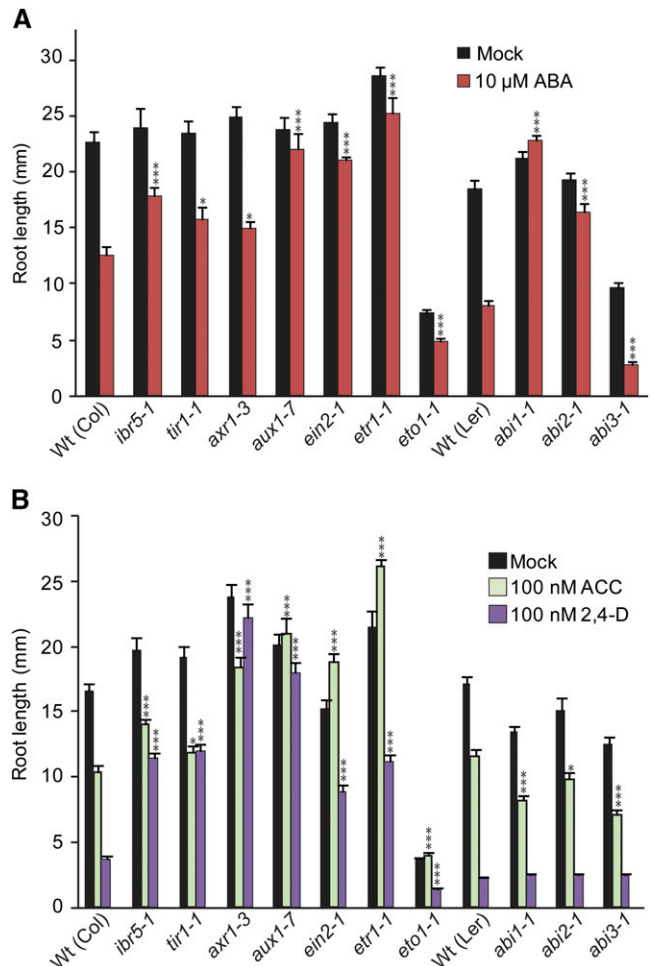 A
Root length (mm)
30
25
20
15
10
5
0
Mock
10 µM ABA
***
*
*
***
***
***
***
***
***
***
Wt (Col)
ibr5-1
tir1-1
axr1-3
aux1-7
ein2-1
etr1-1
eto1-1
Wt (Ler)
abi1-1
abi2-1
abi3-1
B
Root length (mm)
30
25
20
15
10
5
0
Mock
100 nM ACC
100 nM 2,4-D
***
***
*
***
***
***
***
***
***
***
***
***
***
***
***
*
***
Wt (Col)
ibr5-1
tir1-1
axr1-3
aux1-7
ein2-1
etr1-1
eto1-1
Wt (Ler)
abi1-1
abi2-1
abi3-1